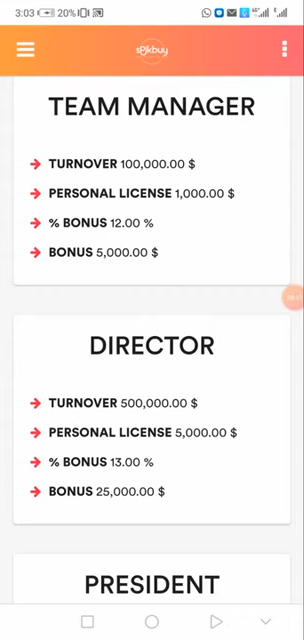 3:03 20%
spikbuy
TEAM MANAGER
TURNOVER 100,000.00 $
PERSONAL LICENSE 1,000.00 $
% BONUS 12.00 %
BONUS 5,000.00 $
DIRECTOR
TURNOVER 500,000.00 $
PERSONAL LICENSE 5,000.00 $
% BONUS 13.00 %
BONUS 25,000.00 $
PRESIDENT